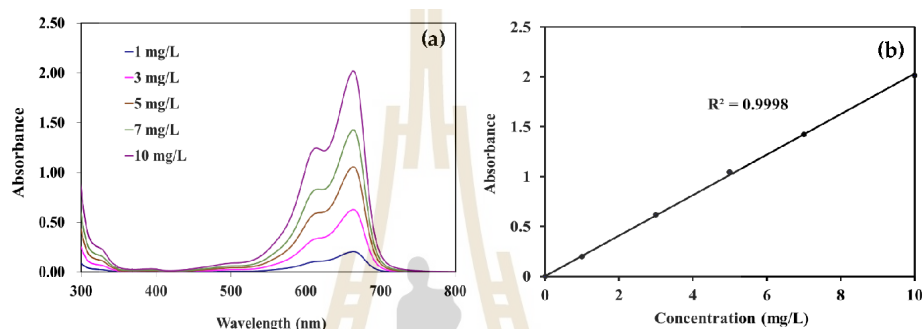 (a)
2.50
2.00
1.50
1.00
0.50
0.00
Absorbance
1 mg/L
3 mg/L
5 mg/L
7 mg/L
10 mg/L
300 400 500 600 700 800
Wavelength (nm)
(b)
2.5
2
1.5
1
0.5
0
Absorbance
R² = 0.9998
0 2 4 6 8 10
Concentration (mg/L)